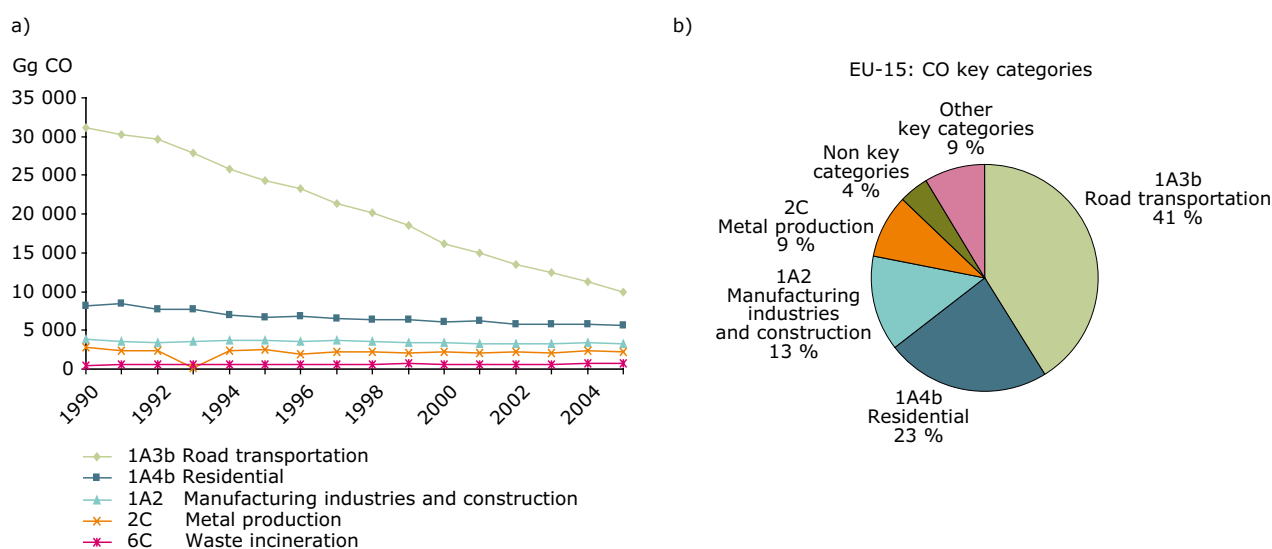 a)
Gg CO
35 000
30 000
25 000
20 000
15 000
10 000
5 000
0
1990
1992
1994
1996
1998
2000
2002
2004
1A3b Road transportation
1A4b Residential
1A2 Manufacturing industries and construction
2C Metal production
6C Waste incineration
b)
EU-15: CO key categories
Other
key categories
9 %
Non key
categories
4 %
2C
Metal production
9 %
1A2
Manufacturing
industries
and construction
13 %
1A4b
Residential
23 %
1A3b
Road transportation
41 %